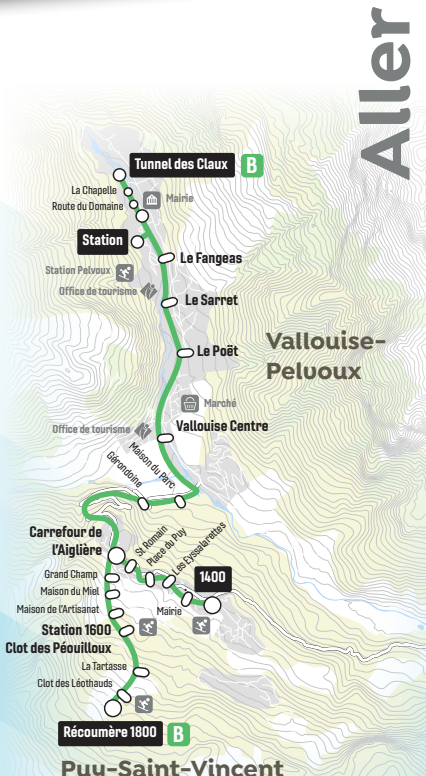 Aller
Tunnel des Claux B
La Chapelle
Mairie
Route du Domaine
Station
Le Fangeas
Station Pelvoux
Office de tourisme
Le Sarret
Vallouise-
Pelvoux
Le Poët
Marché
Vallouise Centre
Office de tourisme
Maison du Parc
Gérondoine
Carrefour de
l'Aiglière
St Romain
Place du Puy
Les Eyssalarettes
Grand Champ
1400
Maison du Miel
Maison de l'Artisanat
Mairie
Station 1600
Clot des Péouilloux
La Tartasse
Clot des Léothauds
Récoumère 1800 B
Puy-Saint-Vincent